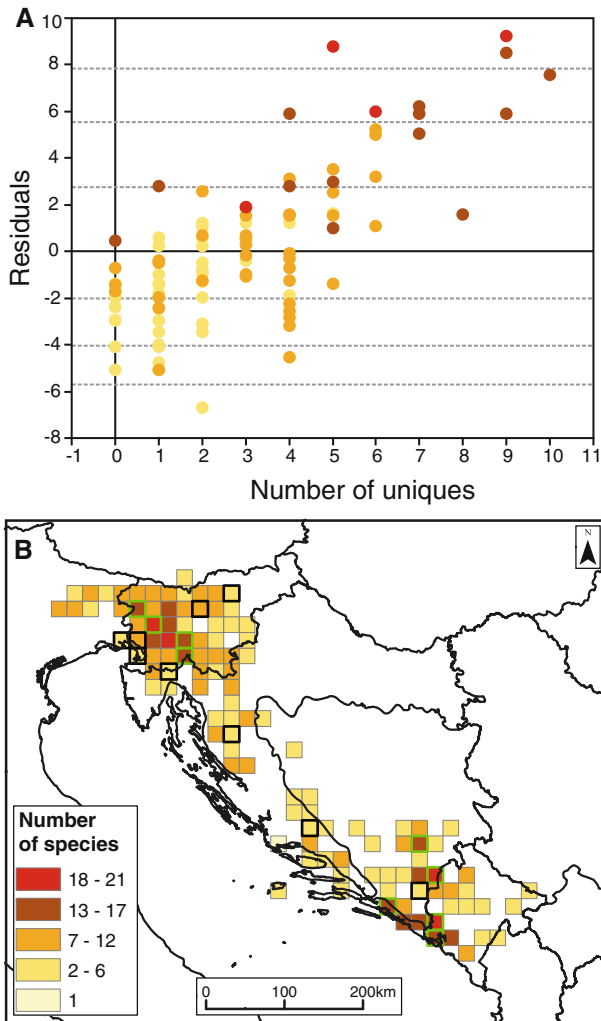 A
10
8
6
4
2
0
-2
-4
-6
-8
Residuals
-1 0 1 2 3 4 5 6 7 8 9 10 11
Number of uniques
B
N
Number
of species
18 - 21
13 - 17
7 - 12
2 - 6
1
0 100 200km